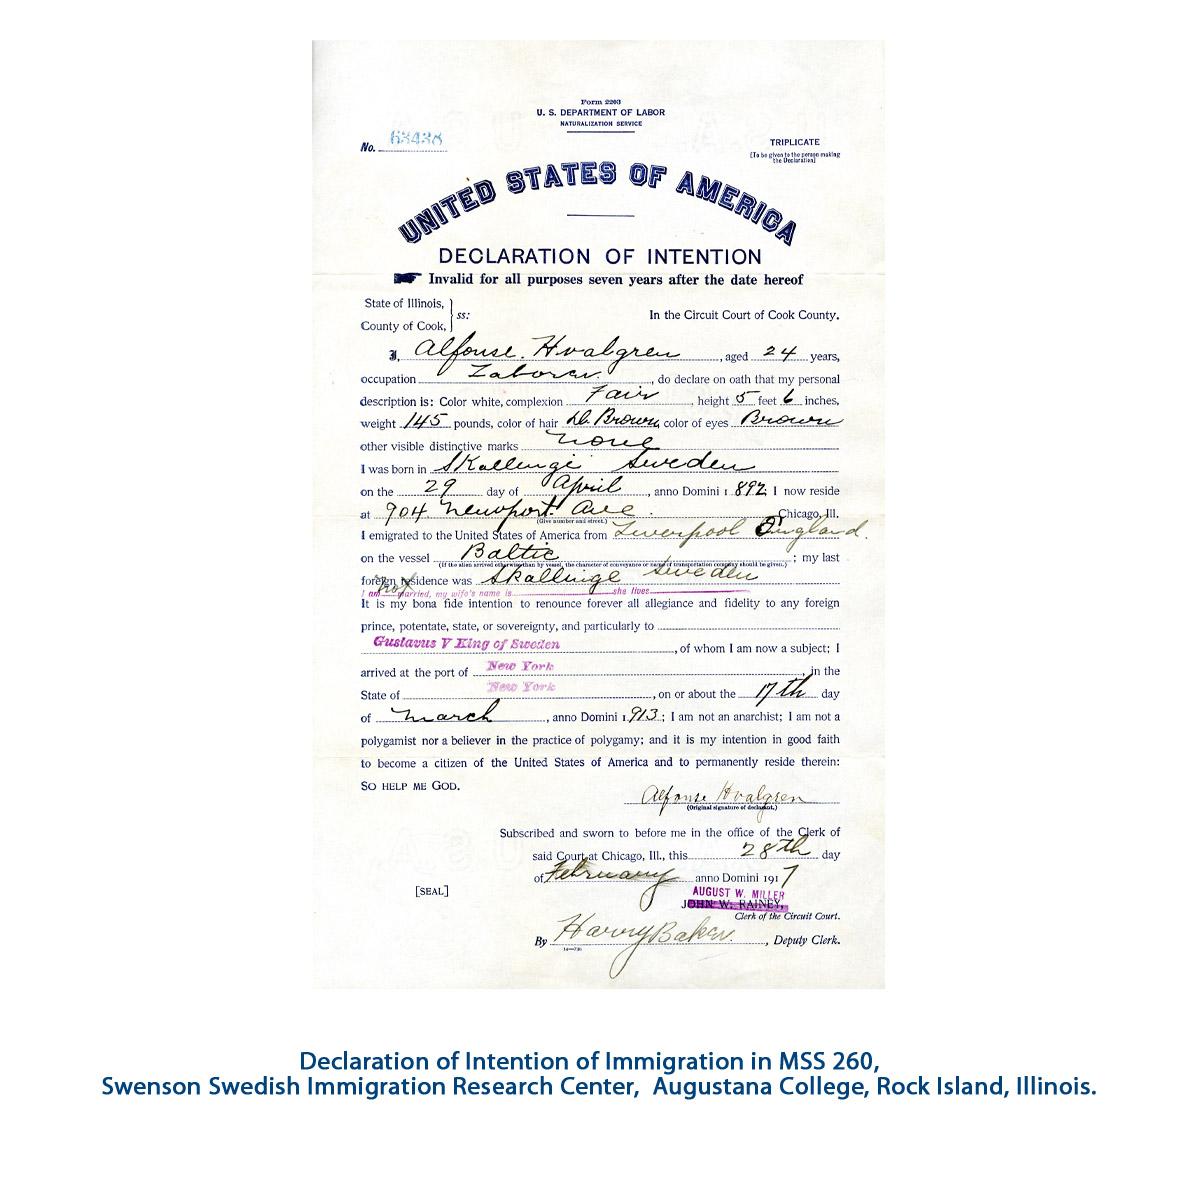 Form 2203
U. S. DEPARTMENT OF LABOR
NATURALIZATION SERVICE
No. 63438
TRIPLICATE
[To be given to the person making the Declaration]
UNITED STATES OF AMERICA
DECLARATION OF INTENTION
Invalid for all purposes seven years after the date hereof
State of Illinois,
County of Cook,
ss:
In the Circuit Court of Cook County.
I, Alfonse Hvalgren, aged 24 years,
occupation Laborer, do declare on oath that my personal
description is: Color white, complexion Fair, height 5 feet 6 inches,
weight 145 pounds, color of hair Brown, color of eyes Brown
other visible distinctive marks none
I was born in Skallinge Sweden
on the 29 day of April, anno Domini 1892, I now reside
at 904 Newport Ave. Chicago, Ill.
(Give number and street.)
I emigrated to the United States of America from Liverpool England.
on the vessel Baltic; my last
(If the alien arrived otherwise than by vessel, the character of conveyance or name of transportation company should be given.)
foreign residence was Skallinge Sweden
I am not married, my wife's name is she lives
It is my bona fide intention to renounce forever all allegiance and fidelity to any foreign
prince, potentate, state, or sovereignty, and particularly to
Gustavus V King of Sweden, of whom I am now a subject; I
arrived at the port of New York, in the
State of New York, on or about the 17th day
of March, anno Domini 1913; I am not an anarchist; I am not a
polygamist nor a believer in the practice of polygamy; and it is my intention in good faith
to become a citizen of the United States of America and to permanently reside therein:
SO HELP ME GOD.
Alfonse Hvalgren
(Original signature of declarant.)
Subscribed and sworn to before me in the office of the Clerk of
said Court at Chicago, Ill., this 28th day
of February anno Domini 1917
[SEAL]
AUGUST W. MILLER
JOHN W. RAINEY,
Clerk of the Circuit Court.
By Harry Baker, Deputy Clerk.
Declaration of Intention of Immigration in MSS 260,
Swenson Swedish Immigration Research Center, Augustana College, Rock Island, Illinois.